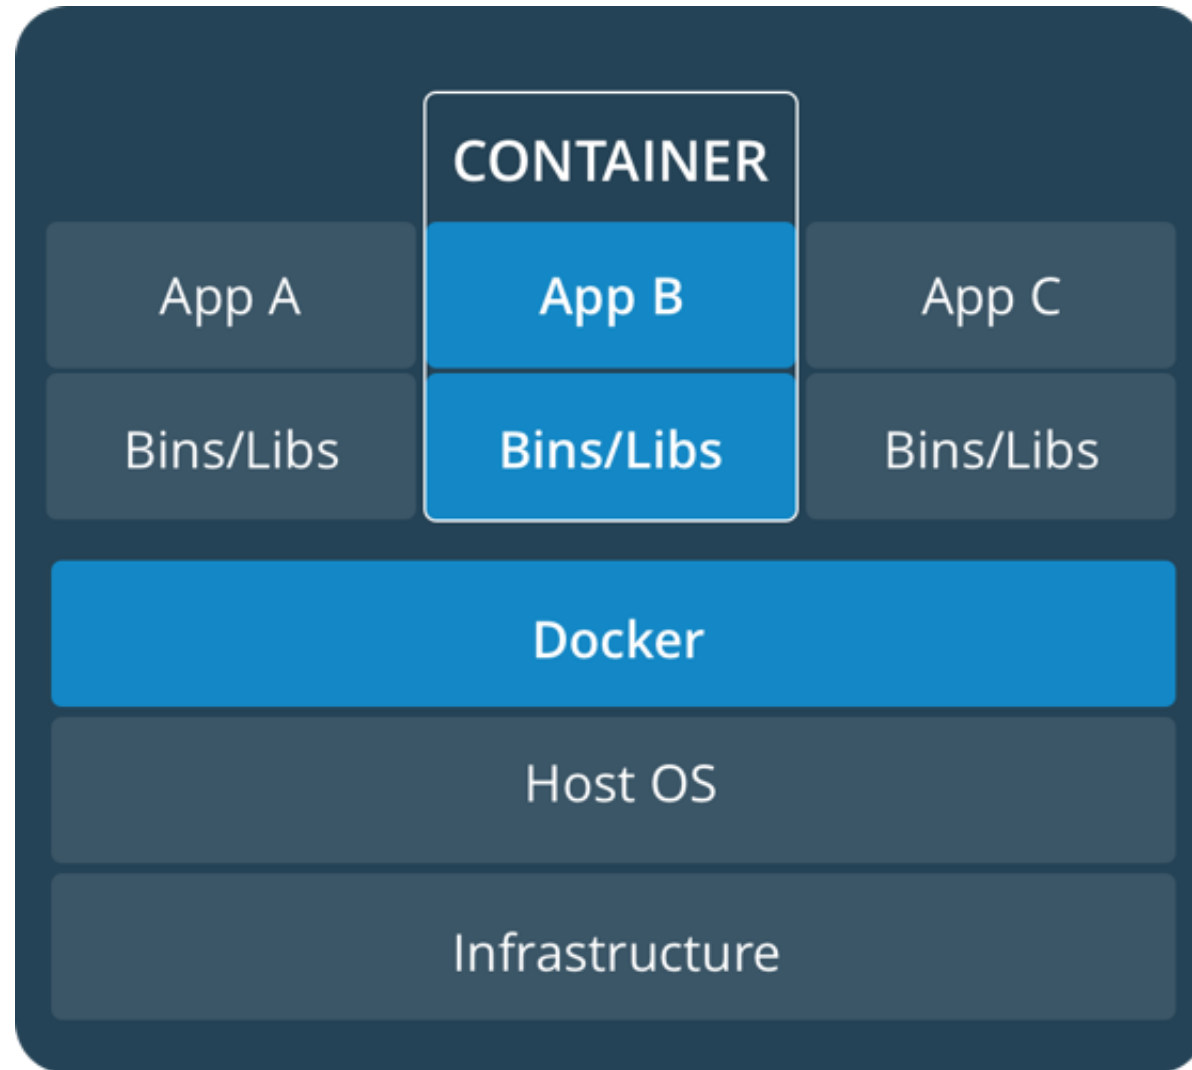 CONTAINER
App A
App B
App C
Bins/Libs
Bins/Libs
Bins/Libs
Docker
Host OS
Infrastructure